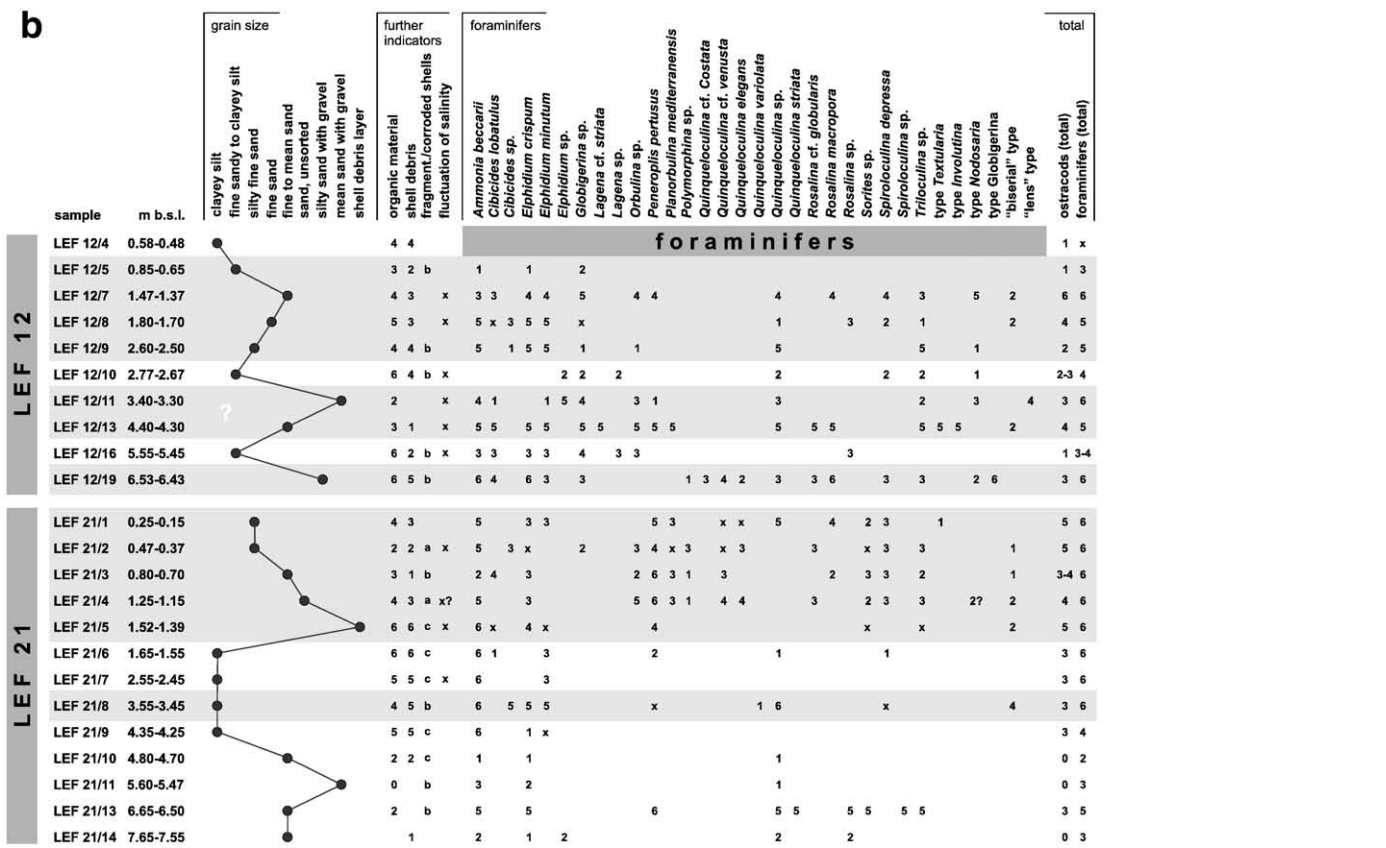 b
grain size
further indicators
foraminifers
total
clayey silt
fine sandy to clayey silt
silty fine sand
fine sand
fine to mean sand
sand, unsorted
silty sand with gravel
mean sand with gravel
shell debris layer
organic material
shell debris
fragment./corroded shells
fluctuation of salinity
Ammonia beccarii
Cibicides lobatulus
Cibicides sp.
Elphidium crispum
Elphidium minutum
Elphidium sp.
Globigerina sp.
Lagena cf. striata
Lagena sp.
Orbulina sp.
Peneroplis pertusus
Planorbulina mediterranensis
Polymorphina sp.
Quinqueloculina cf. Costata
Quinqueloculina cf. venusta
Quinqueloculina elegans
Quinqueloculina variolata
Quinqueloculina sp.
Quinqueloculina striata
Rosalina cf. globularis
Rosalina macropora
Rosalina sp.
Sorites sp.
Spiroloculina depressa
Spiroloculina sp.
Triloculina sp.
type Textularia
type Involutina
type Nodosaria
type Globigerina
"biserial" type
"lens" type
ostracods (total)
foraminifers (total)
sample m b.s.l.
LEF 12
LEF 12/4 0.58-0.48 4 4 foraminifers 1 x
LEF 12/5 0.85-0.65 3 2 b 1 1 2 1 3
LEF 12/7 1.47-1.37 4 3 x 3 3 4 4 5 4 4 4 4 4 3 5 2 6 6
LEF 12/8 1.80-1.70 5 3 x 5 x 3 5 5 x 1 3 2 1 2 4 5
LEF 12/9 2.60-2.50 4 4 b 5 1 5 5 1 1 5 5 1 2 5
LEF 12/10 2.77-2.67 6 4 b x 2 2 2 2 2 2 1 2-3 4
LEF 12/11 3.40-3.30 ? 2 x 4 1 1 5 4 3 1 3 2 3 4 3 6
LEF 12/13 4.40-4.30 3 1 x 5 5 5 5 5 5 5 5 5 5 5 5 5 5 5 2 4 5
LEF 12/16 5.55-5.45 6 2 b x 3 3 3 3 4 3 3 3 1 3-4
LEF 12/19 6.53-6.43 6 5 b 6 4 6 3 3 1 3 4 2 3 3 6 3 3 2 6 3 6
LEF 21
LEF 21/1 0.25-0.15 4 3 5 3 3 5 3 x x 5 4 2 3 1 5 6
LEF 21/2 0.47-0.37 2 2 a x 5 3 x 2 3 4 x 3 x 3 3 x 3 3 1 5 6
LEF 21/3 0.80-0.70 3 1 b 2 4 3 2 6 3 1 3 2 3 3 2 1 3-4 6
LEF 21/4 1.25-1.15 4 3 a x? 5 3 5 6 3 1 4 4 3 2 3 3 2? 2 4 6
LEF 21/5 1.52-1.39 6 6 c x 6 x 4 x 4 x x 2 5 6
LEF 21/6 1.65-1.55 6 6 c 6 1 3 2 1 1 3 6
LEF 21/7 2.55-2.45 5 5 c x 6 3 3 6
LEF 21/8 3.55-3.45 4 5 b 6 5 5 5 x 1 6 x 4 3 6
LEF 21/9 4.35-4.25 5 5 c 6 1 x 3 4
LEF 21/10 4.80-4.70 2 2 c 1 1 1 0 2
LEF 21/11 5.60-5.47 0 b 3 2 1 0 3
LEF 21/13 6.65-6.50 2 b 5 5 6 5 5 5 5 5 5 3 5
LEF 21/14 7.65-7.55 1 2 1 2 2 2 0 3